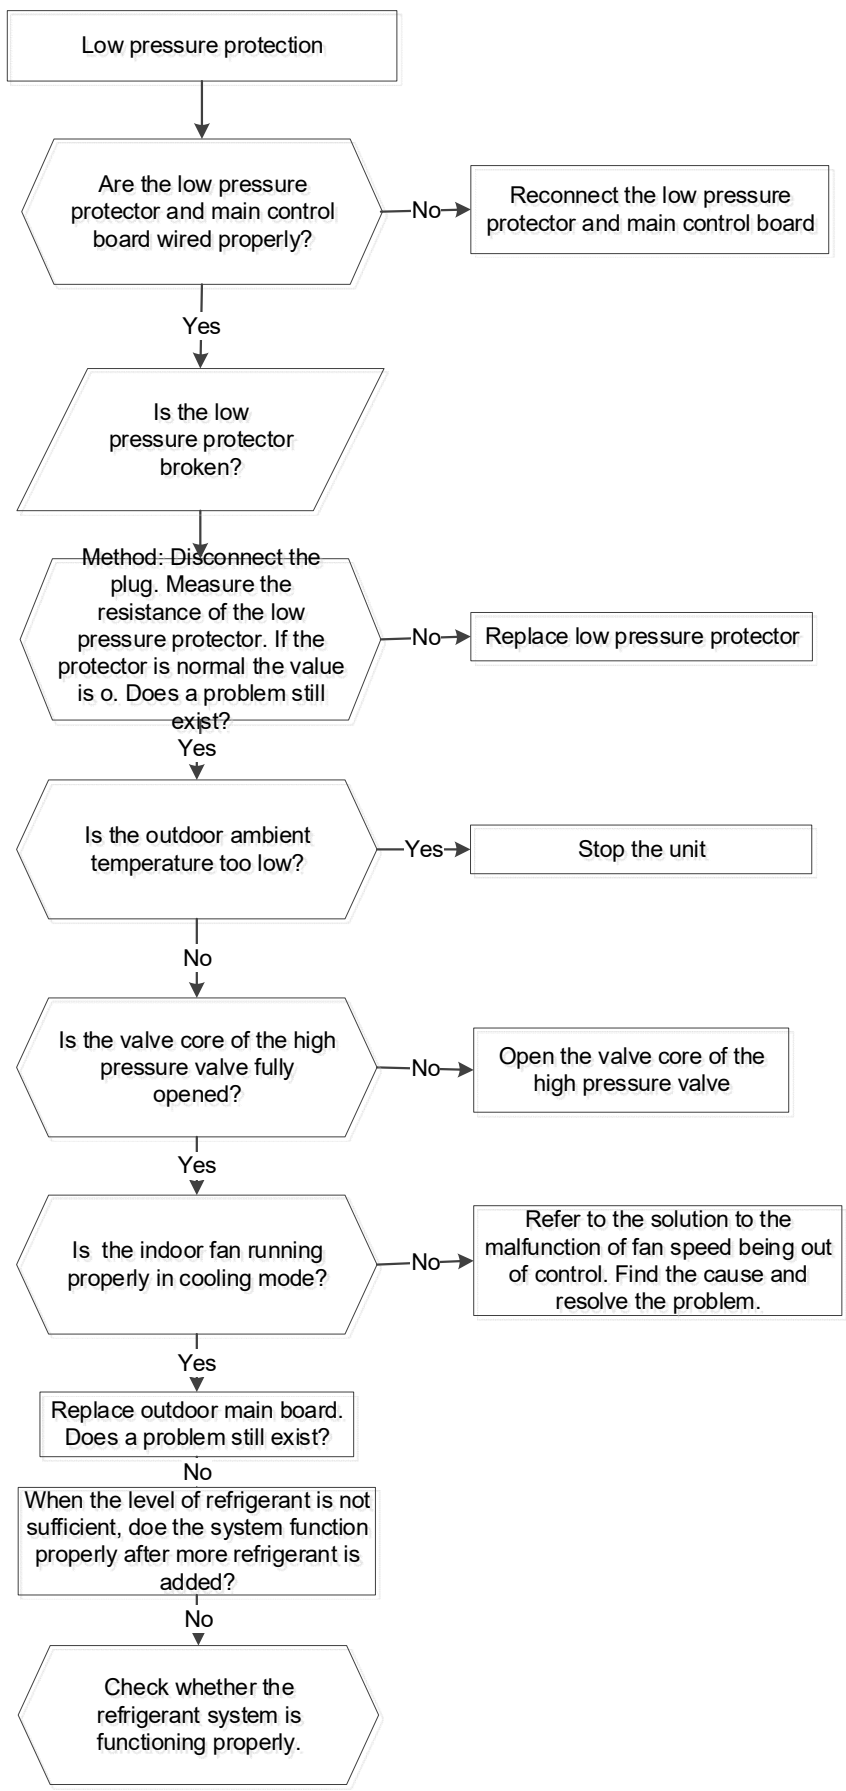 Low pressure protection
Are the low pressure
protector and main control
board wired properly?
No
Reconnect the low pressure
protector and main control board
Yes
Is the low
pressure protector
broken?
Method: Disconnect the
plug. Measure the
resistance of the low
pressure protector. If the
protector is normal the value
is o. Does a problem still
exist?
No
Replace low pressure protector
Yes
Is the outdoor ambient
temperature too low?
Yes
Stop the unit
No
Is the valve core of the high
pressure valve fully
opened?
No
Open the valve core of the
high pressure valve
Yes
Is the indoor fan running
properly in cooling mode?
No
Refer to the solution to the
malfunction of fan speed being out
of control. Find the cause and
resolve the problem.
Yes
Replace outdoor main board.
Does a problem still exist?
No
When the level of refrigerant is not
sufficient, doe the system function
properly after more refrigerant is
added?
No
Check whether the
refrigerant system is
functioning properly.